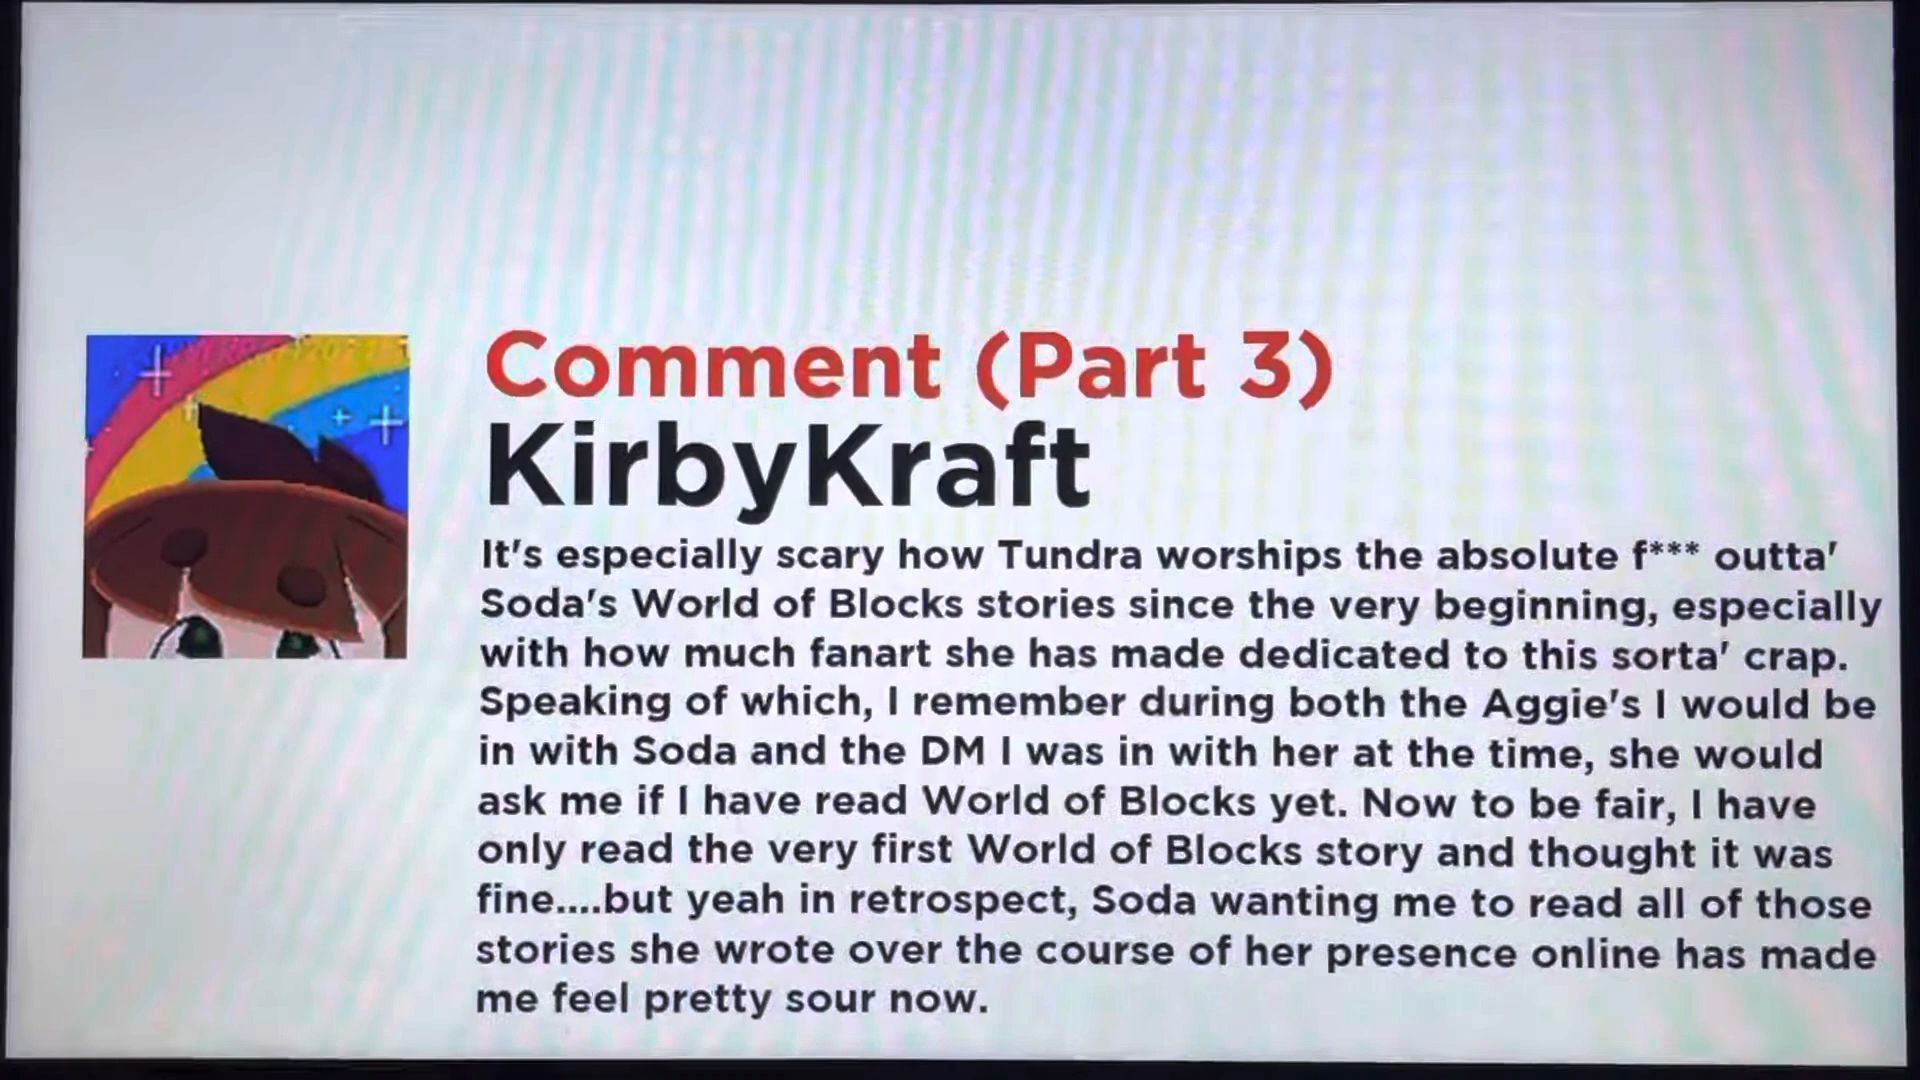 Comment (Part 3)
KirbyKraft
It's especially scary how Tundra worships the absolute f*** outta'
Soda's World of Blocks stories since the very beginning, especially
with how much fanart she has made dedicated to this sorta' crap.
Speaking of which, I remember during both the Aggie's I would be
in with Soda and the DM I was in with her at the time, she would
ask me if I have read World of Blocks yet. Now to be fair, I have
only read the very first World of Blocks story and thought it was
fine....but yeah in retrospect, Soda wanting me to read all of those
stories she wrote over the course of her presence online has made
me feel pretty sour now.